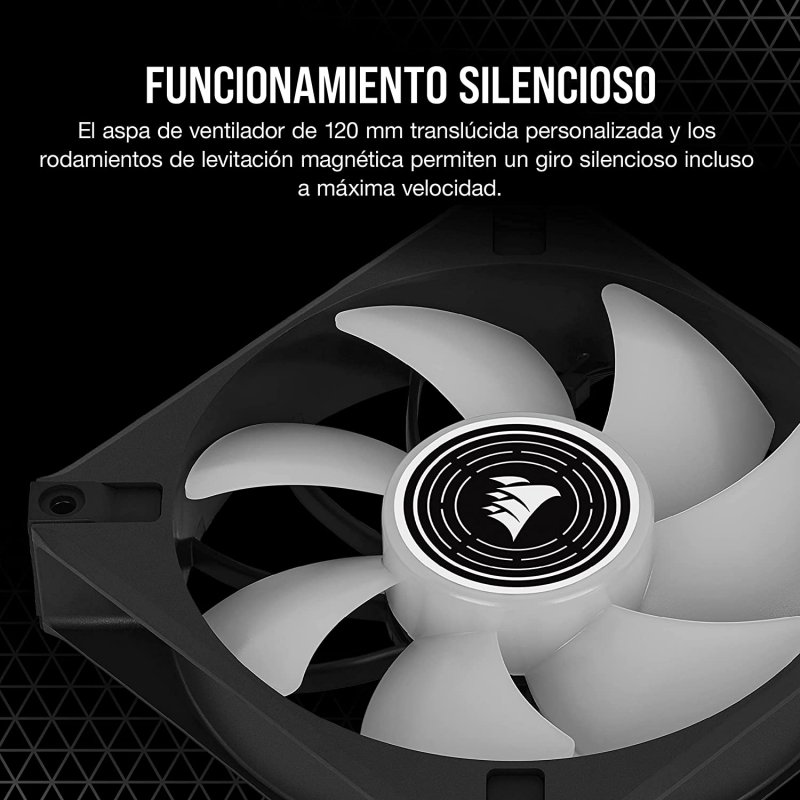 FUNCIONAMIENTO SILENCIOSO
El aspa de ventilador de 120 mm translúcida personalizada y los
rodamientos de levitación magnética permiten un giro silencioso incluso
a máxima velocidad.